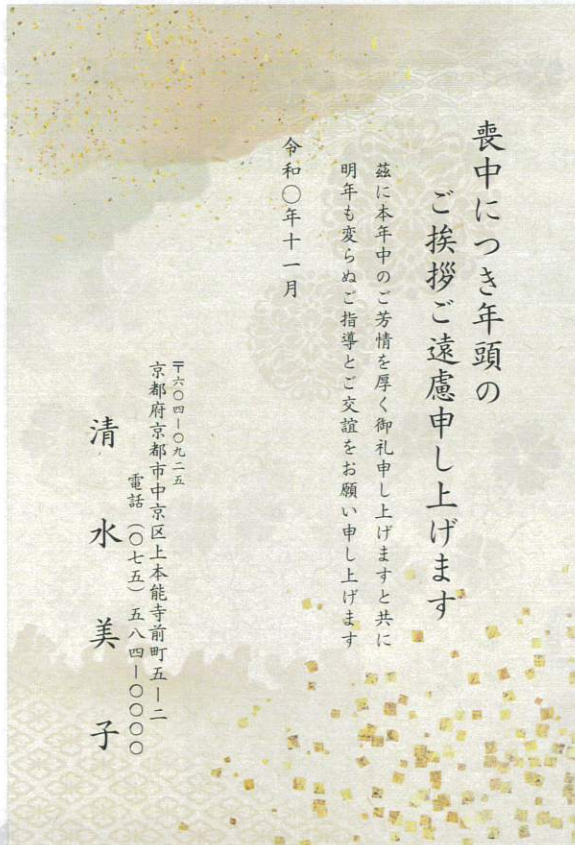 喪中につき年頭の
ご挨拶ご遠慮申し上げます
茲に本年中のご芳情を厚く御礼申し上げますと共に
明年も変らぬご指導とご交誼をお願い申し上げます
令和〇年十一月
〒六〇四-〇九二五
京都府京都市中京区上本能寺前町五-二
電話（〇七五）五八四-〇〇〇〇
清水美子